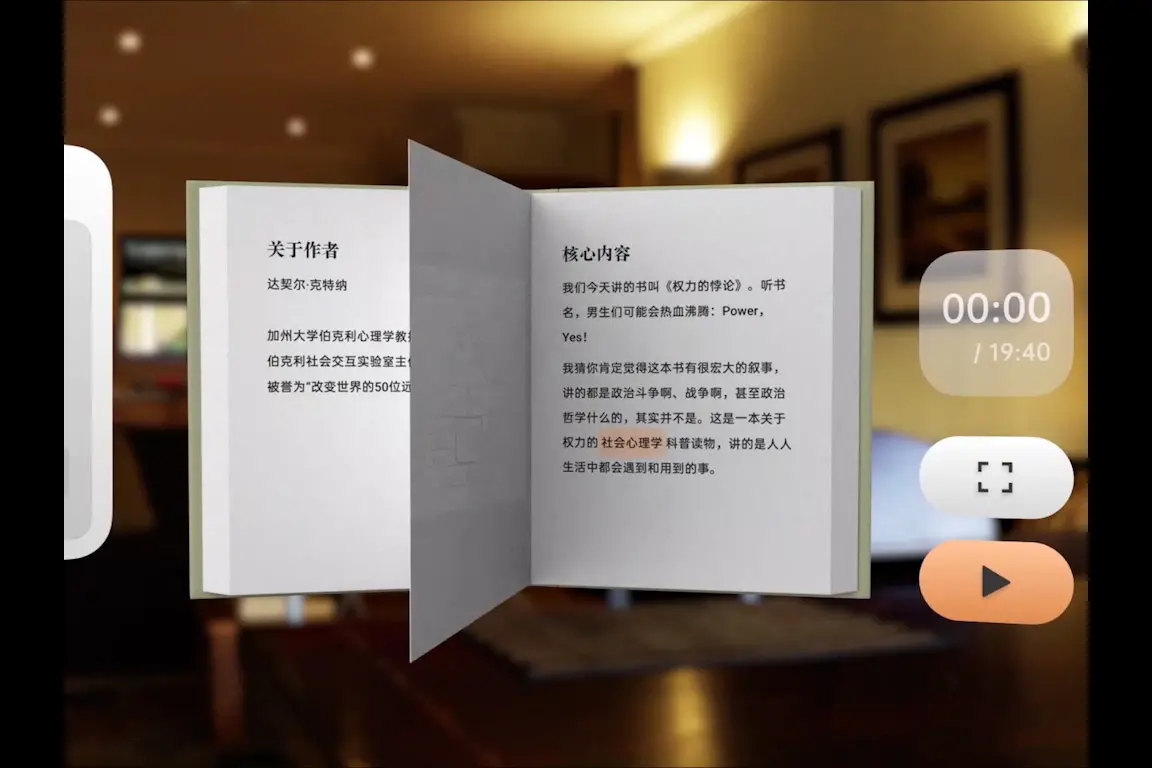 关于作者
达契尔·克特纳
加州大学伯克利心理学教
伯克利社会交互实验室主
被誉为“改变世界的50位远
核心内容
我们今天讲的书叫《权力的悖论》。听书
名，男生们可能会热血沸腾：Power，
Yes！
我猜你肯定觉得这本书有很宏大的叙事，
讲的都是政治斗争啊、战争啊，甚至政治
哲学什么的，其实并不是。这是一本关于
权力的 社会心理学 科普读物，讲的是人人
生活中都会遇到和用到的事。
00:00
/ 19:40